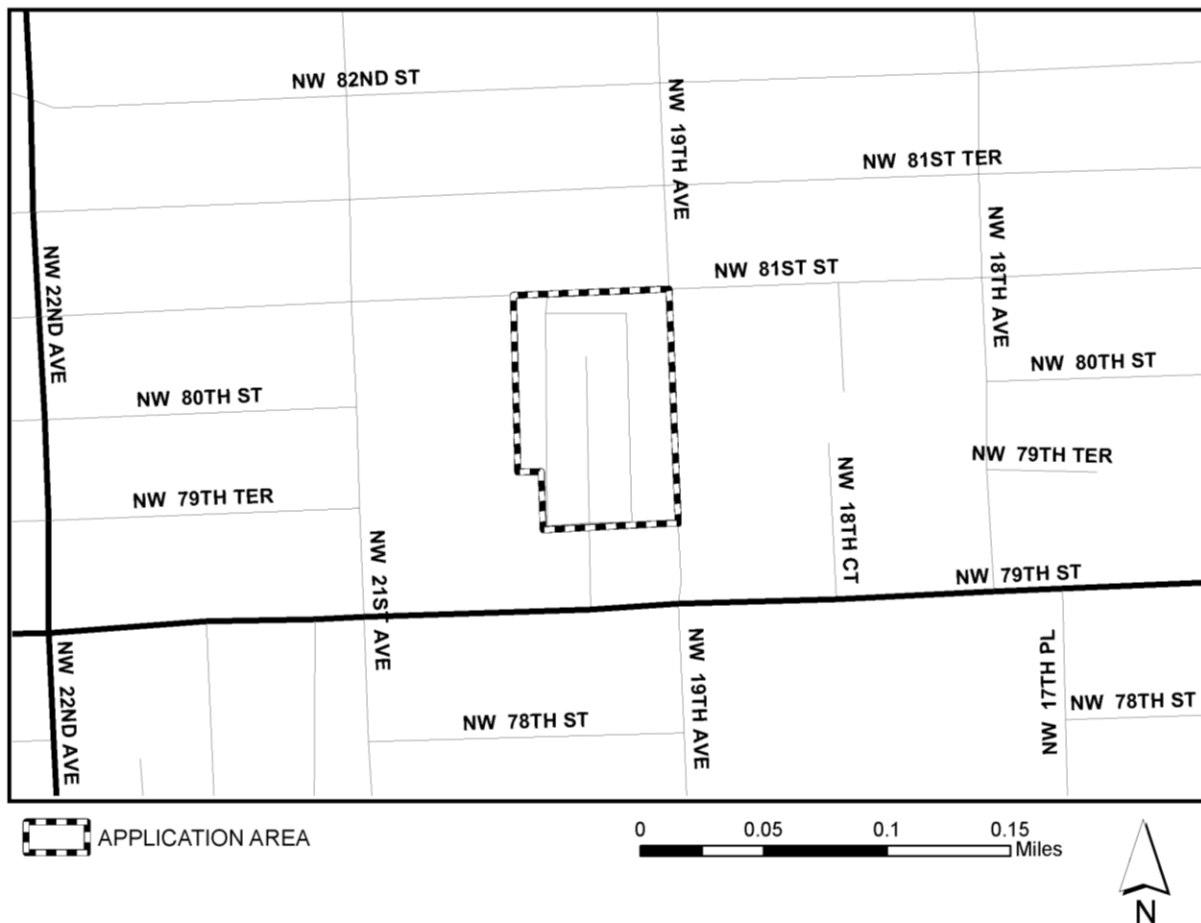 NW 82ND ST
NW 19TH AVE
NW 81ST TER
NW 18TH AVE
NW 22ND AVE
NW 81ST ST
NW 80TH ST
NW 80TH ST
NW 79TH TER
NW 79TH TER
NW 18TH CT
NW 21ST AVE
NW 79TH ST
NW 22ND AVE
NW 19TH AVE
NW 17TH PL
NW 78TH ST
NW 78TH ST
APPLICATION AREA
0 0.05 0.1 0.15
Miles
N